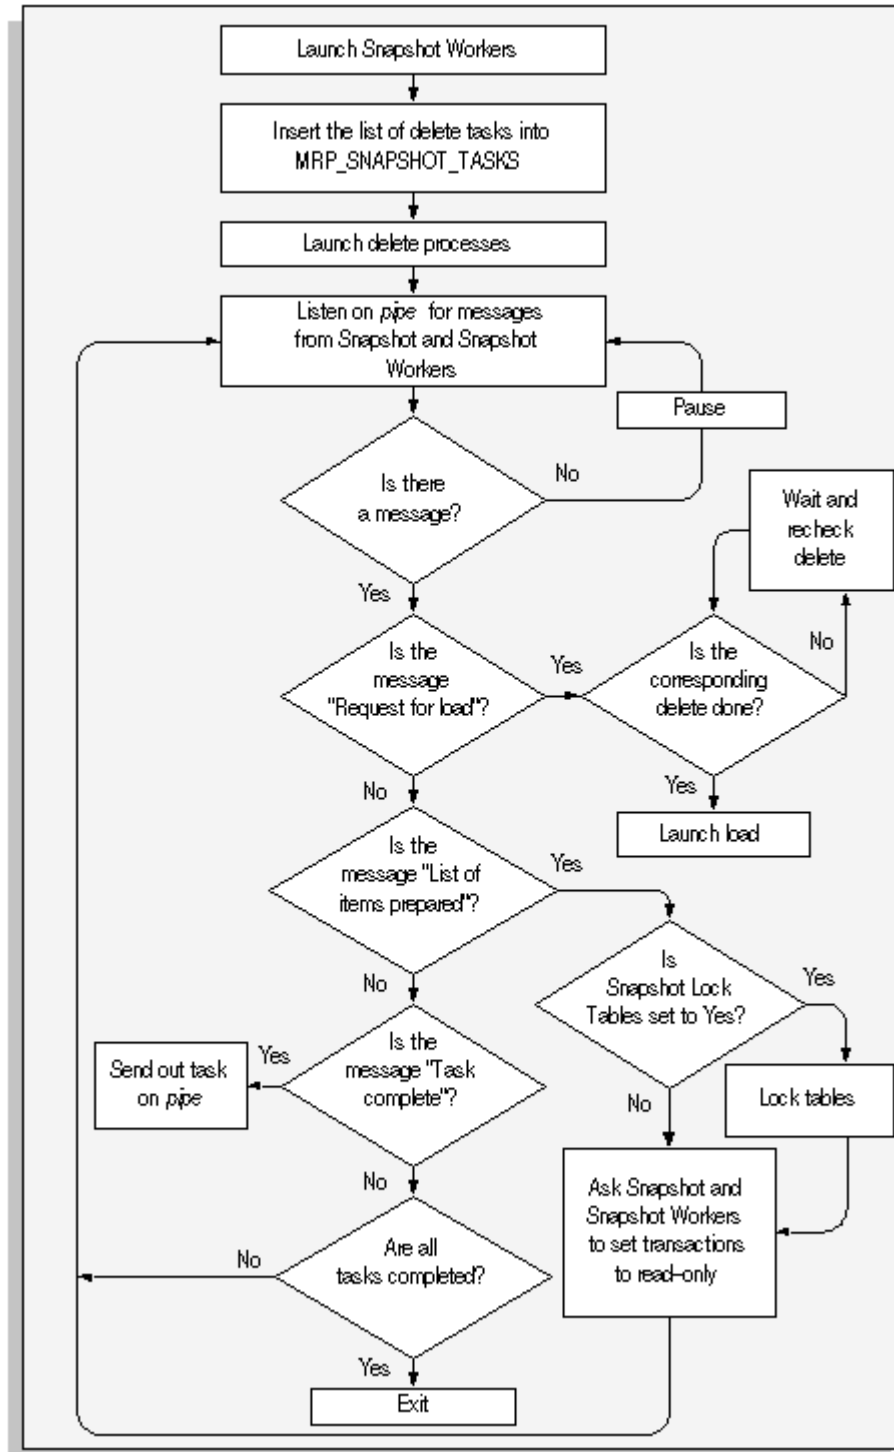 Launch Snapshot Workers
Insert the list of delete tasks into
MRP_SNAPSHOT_TASKS
Launch delete processes
Listen on pipe for messages
from Snapshot and Snapshot
Workers
Pause
Is there
a message?
No
Yes
Wait and
recheck
delete
No
Is the
message
"Request for load"?
Yes
Is the
corresponding
delete done?
No
Yes
Launch load
Is the
message "List of
items prepared"?
Yes
No
Is
Snapshot Lock
Tables set to Yes?
Yes
No
Lock tables
Is the
message "Task
complete"?
Yes
Send out task
on pipe
No
Ask Snapshot and
Snapshot Workers
to set transactions
to read-only
Are all
tasks completed?
No
Yes
Exit